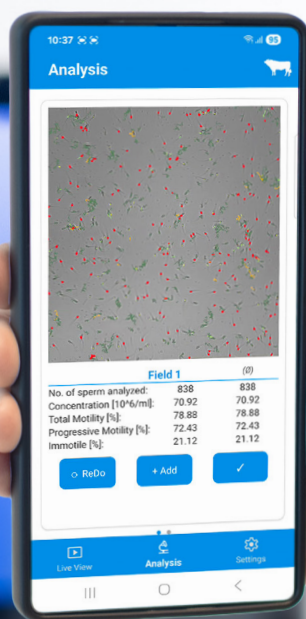 10:37 95
Analysis
Field 1 (Ø)
No. of sperm analyzed: 838 838
Concentration [10^6/ml]: 70.92 70.92
Total Motility [%]: 78.88 78.88
Progressive Motility [%]: 72.43 72.43
Immotile [%]: 21.12 21.12
ReDo + Add ✓
Live View Analysis Settings